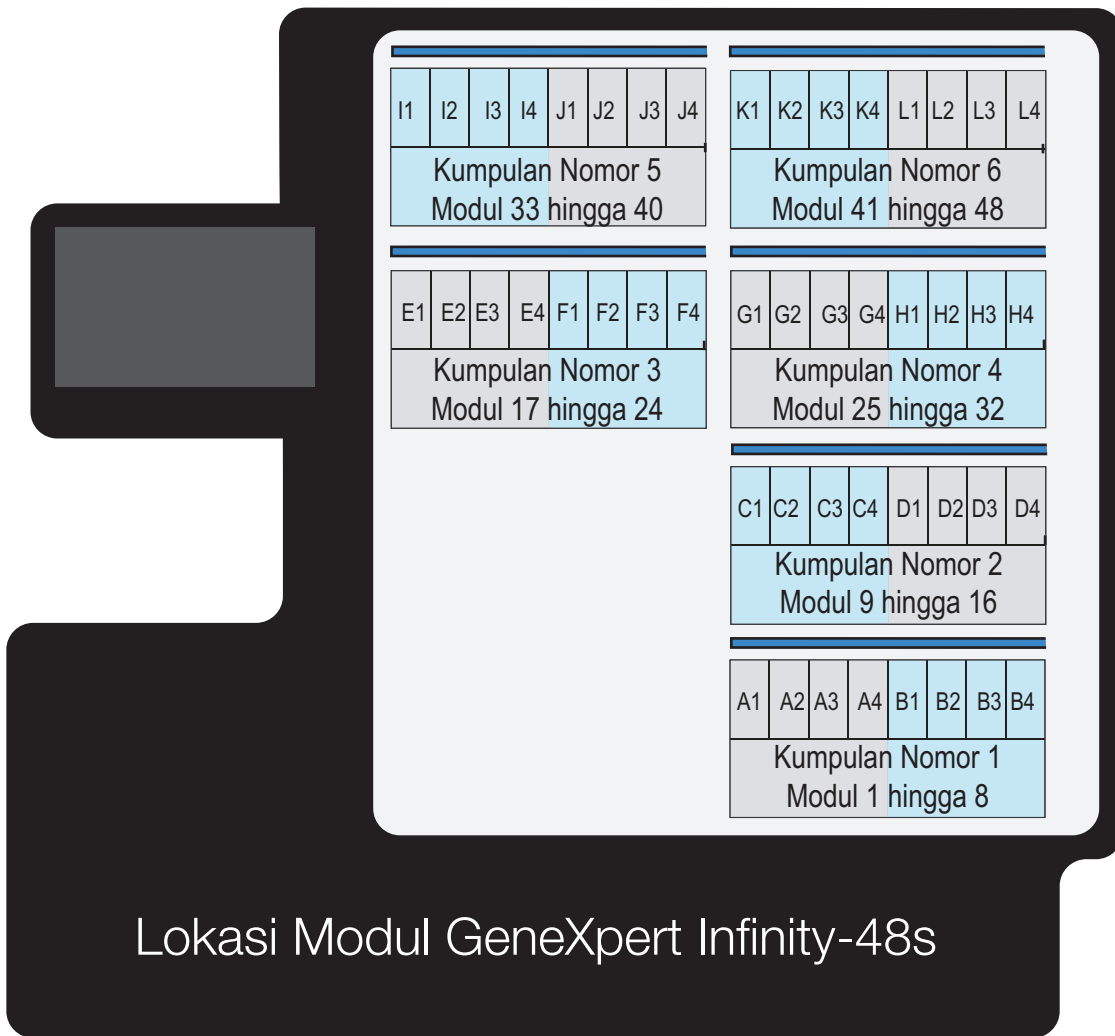 I1 I2 I3 I4 J1 J2 J3 J4
Kumpulan Nomor 5
Modul 33 hingga 40
K1 K2 K3 K4 L1 L2 L3 L4
Kumpulan Nomor 6
Modul 41 hingga 48
E1 E2 E3 E4 F1 F2 F3 F4
Kumpulan Nomor 3
Modul 17 hingga 24
G1 G2 G3 G4 H1 H2 H3 H4
Kumpulan Nomor 4
Modul 25 hingga 32
C1 C2 C3 C4 D1 D2 D3 D4
Kumpulan Nomor 2
Modul 9 hingga 16
A1 A2 A3 A4 B1 B2 B3 B4
Kumpulan Nomor 1
Modul 1 hingga 8
Lokasi Modul GeneXpert Infinity-48s